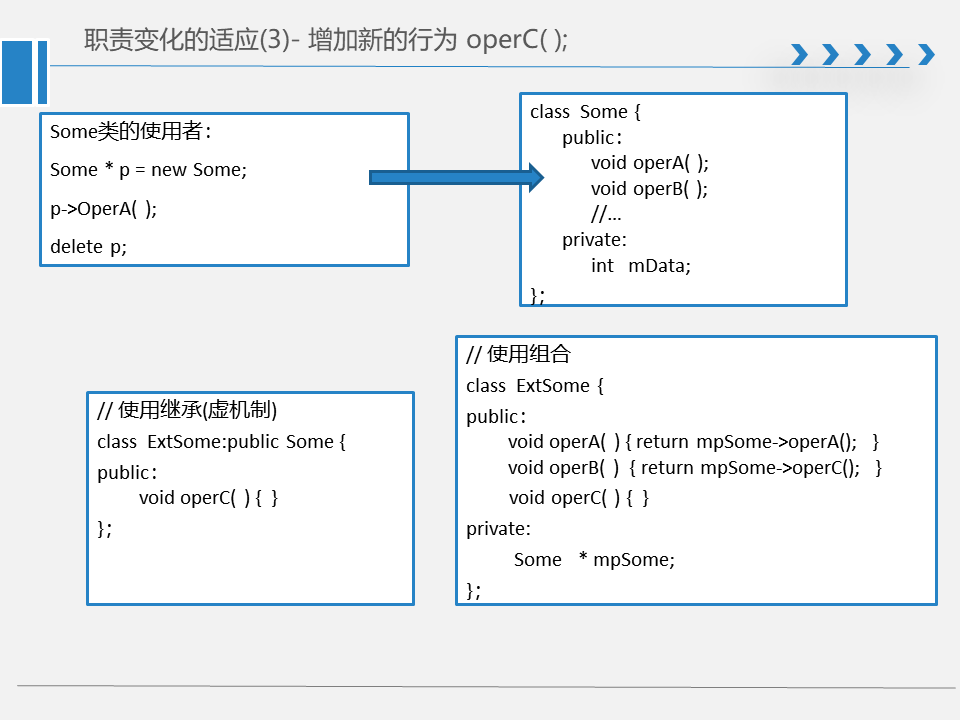 职责变化的适应(3)- 增加新的行为 operC( );
Some类的使用者：
Some * p = new Some;
p->OperA( );
delete p;
class Some {
public：
void operA( );
void operB( );
//...
private:
int mData;
};
// 使用继承(虚机制)
class ExtSome:public Some {
public：
void operC( ) { }
};
// 使用组合
class ExtSome {
public：
void operA( ) { return mpSome->operA(); }
void operB( ) { return mpSome->operC(); }
void operC( ) { }
private:
Some * mpSome;
};